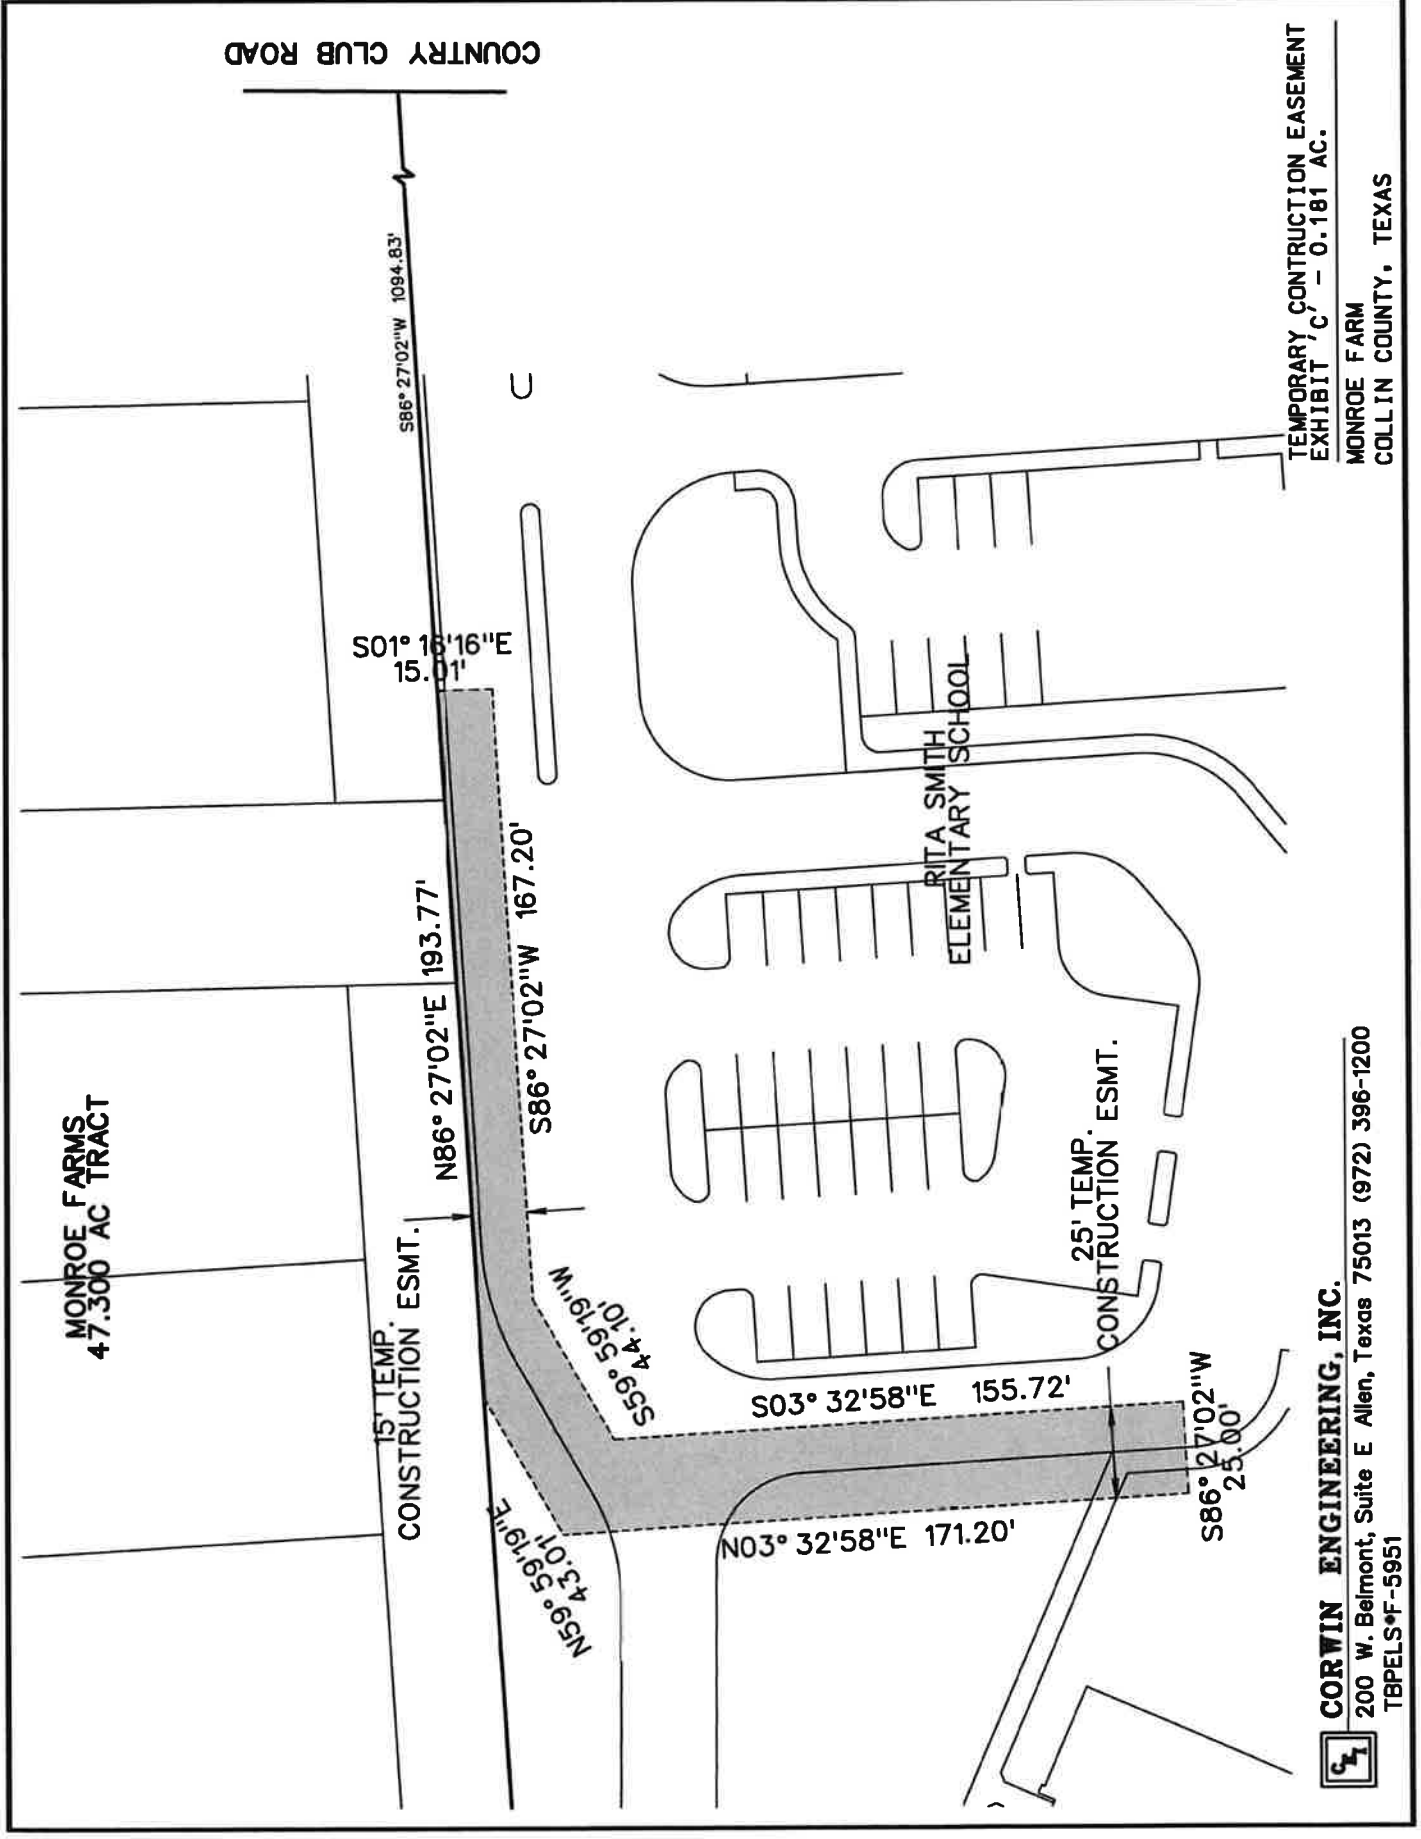 COUNTRY CLUB ROAD
MONROE FARMS
47.300 AC TRACT
S86° 27'02"W 1094.83'
S01° 16'16"E
15.01'
N86° 27'02"E 193.77'
S86° 27'02"W 167.20'
15' TEMP.
CONSTRUCTION ESMT.
S59° 59'19"W
44.10'
N59° 59'19"E
43.01'
S03° 32'58"E 155.72'
N03° 32'58"E 171.20'
S86° 27'02"W
25.00'
25' TEMP.
CONSTRUCTION ESMT.
RITA SMITH
ELEMENTARY SCHOOL
TEMPORARY CONTRUCTION EASEMENT
EXHIBIT 'C' - 0.181 AC.
MONROE FARM
COLLIN COUNTY, TEXAS
CEI
CORWIN ENGINEERING, INC.
200 W. Belmont, Suite E Allen, Texas 75013 (972) 396-1200
TBPELS#F-5951